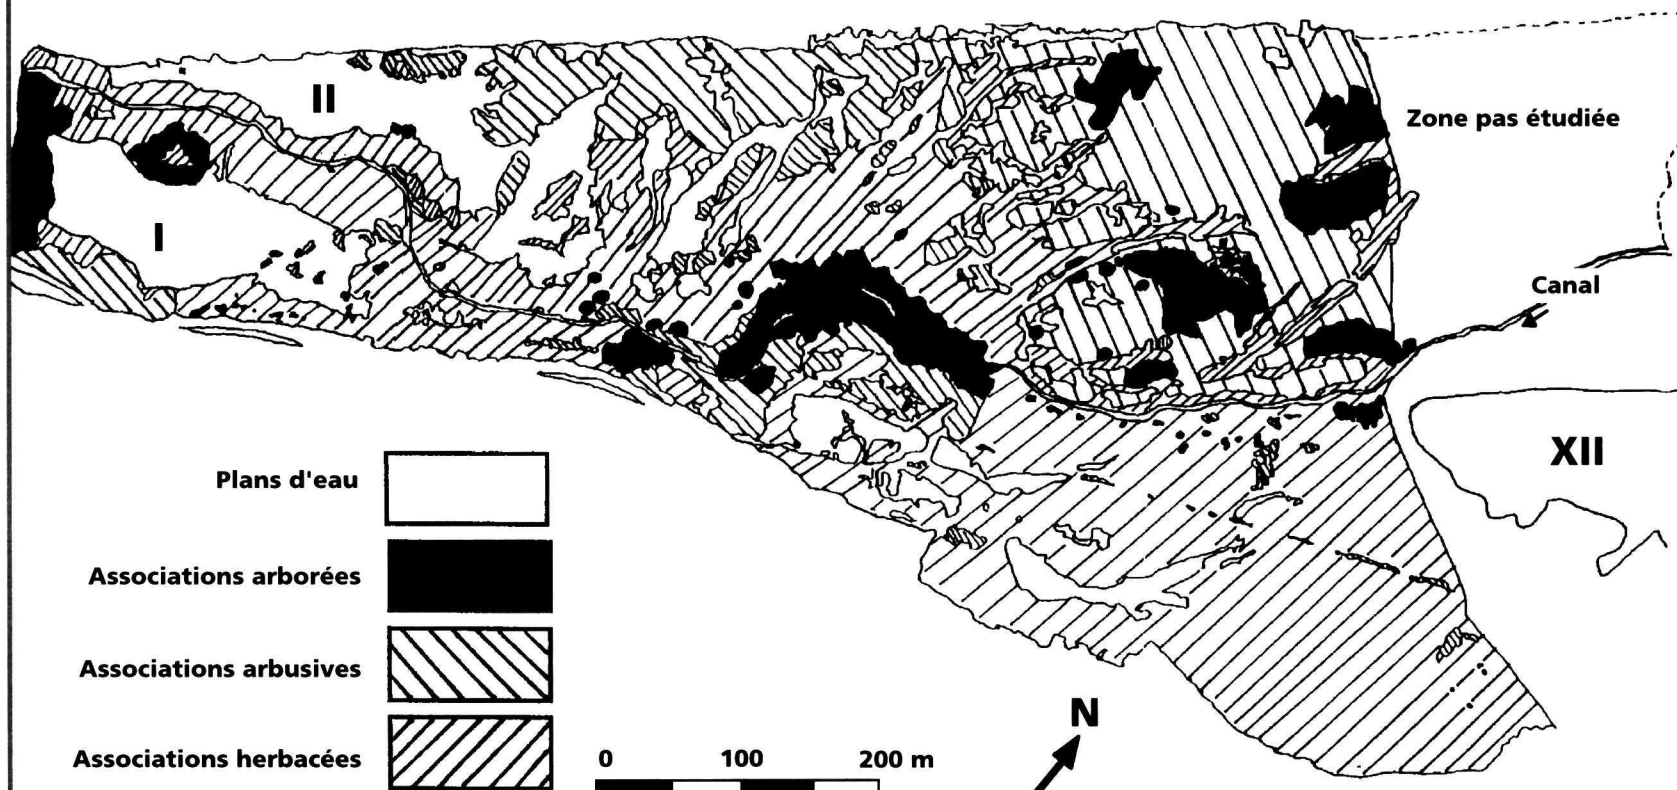 II
Zone pas étudiée
I
Canal
XII
Plans d'eau
Associations arborées
Associations arbusives
Associations herbacées
N
0 100 200 m